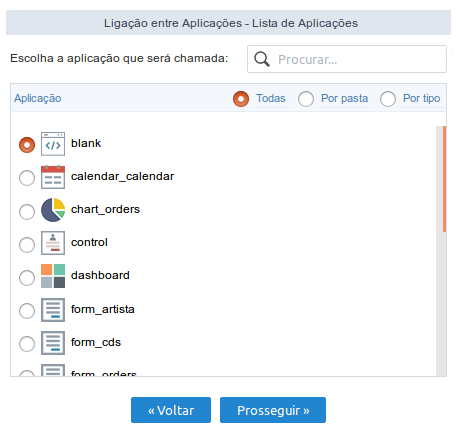 Ligação entre Aplicações - Lista de Aplicações
Escolha a aplicação que será chamada: Procurar...
Aplicação Todas Por pasta Por tipo
blank
calendar_calendar
chart_orders
control
dashboard
form_artista
form_cds
form_orders
« Voltar Prosseguir »